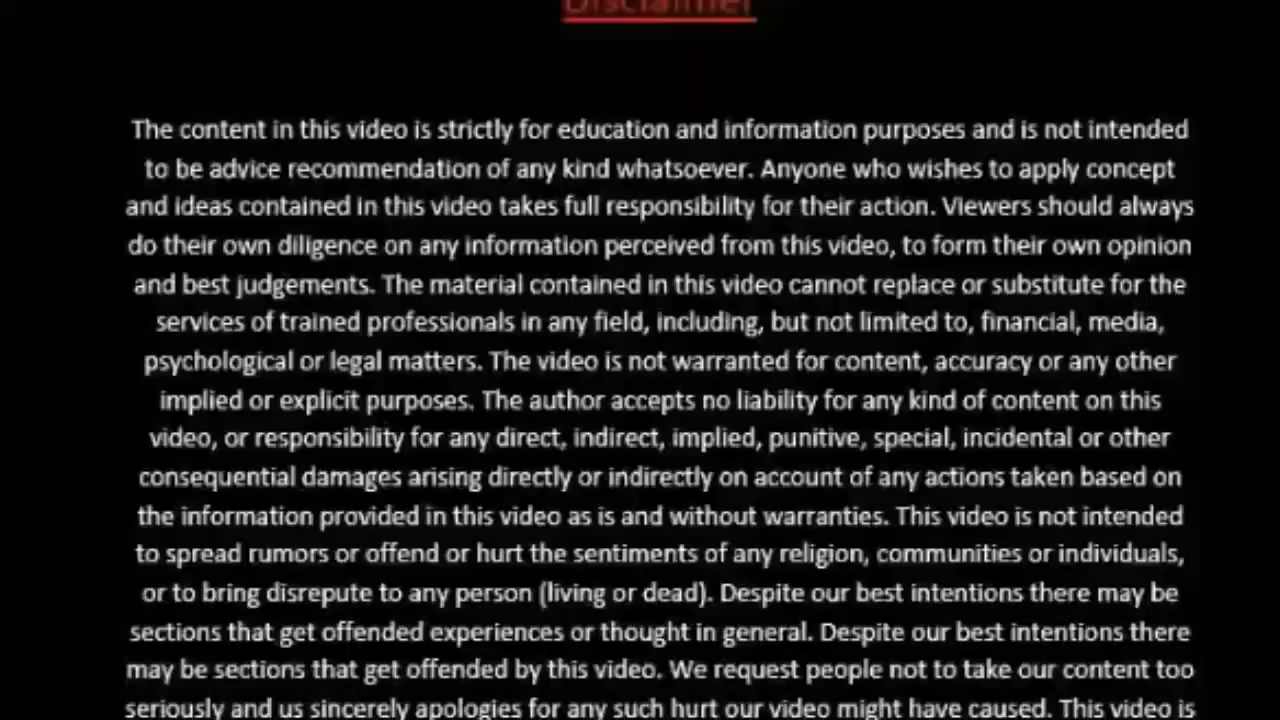 Disclaimer
The content in this video is strictly for education and information purposes and is not intended
to be advice recommendation of any kind whatsoever. Anyone who wishes to apply concept
and ideas contained in this video takes full responsibility for their action. Viewers should always
do their own diligence on any information perceived from this video, to form their own opinion
and best judgements. The material contained in this video cannot replace or substitute for the
services of trained professionals in any field, including, but not limited to, financial, media,
psychological or legal matters. The video is not warranted for content, accuracy or any other
implied or explicit purposes. The author accepts no liability for any kind of content on this
video, or responsibility for any direct, indirect, implied, punitive, special, incidental or other
consequential damages arising directly or indirectly on account of any actions taken based on
the information provided in this video as is and without warranties. This video is not intended
to spread rumors or offend or hurt the sentiments of any religion, communities or individuals,
or to bring disrepute to any person (living or dead). Despite our best intentions there may be
sections that get offended experiences or thought in general. Despite our best intentions there
may be sections that get offended by this video. We request people not to take our content too
seriously and us sincerely apologies for any such hurt our video might have caused. This video is